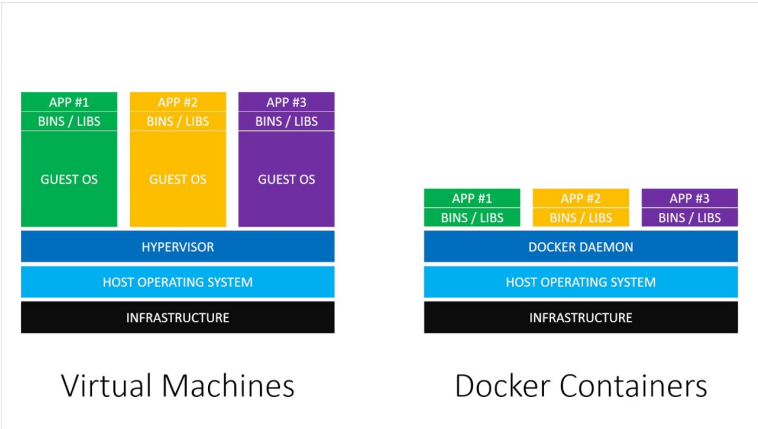 APP #1
BINS / LIBS
GUEST OS
APP #2
BINS / LIBS
GUEST OS
APP #3
BINS / LIBS
GUEST OS
HYPERVISOR
HOST OPERATING SYSTEM
INFRASTRUCTURE
Virtual Machines
APP #1
BINS / LIBS
APP #2
BINS / LIBS
APP #3
BINS / LIBS
DOCKER DAEMON
HOST OPERATING SYSTEM
INFRASTRUCTURE
Docker Containers